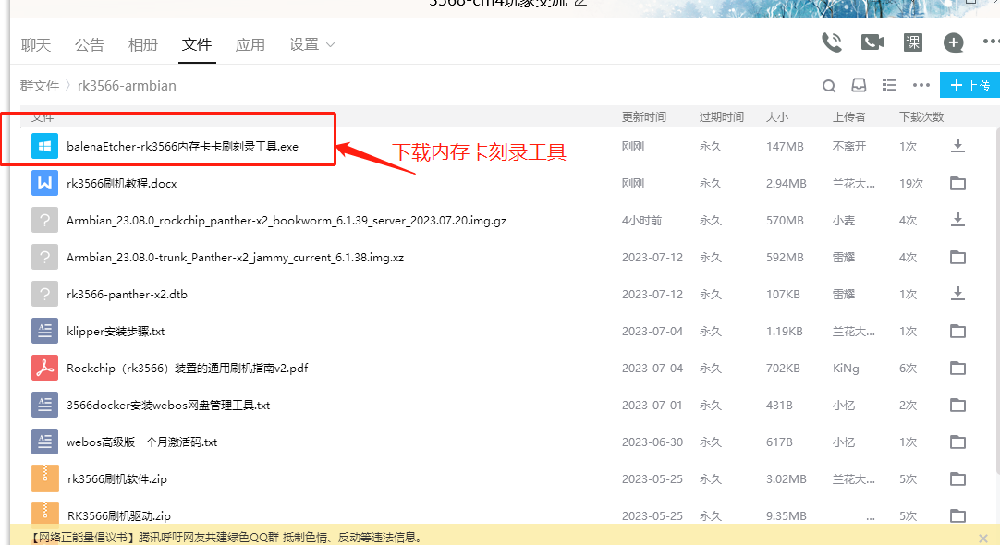 3568-cm4玩家交流
聊天 公告 相册 文件 应用 设置 课
群文件 〉 rk3566-armbian + 上传
文件 更新时间 过期时间 大小 上传者 下载次数
balenaEtcher-rk3566内存卡卡刷刻录工具.exe 刚刚 永久 147MB 不离开 1次
下载内存卡刻录工具
rk3566刷机教程.docx 刚刚 永久 2.94MB 兰花大... 19次
Armbian_23.08.0_rockchip_panther-x2_bookworm_6.1.39_server_2023.07.20.img.gz 4小时前 永久 570MB 小麦 4次
Armbian_23.08.0-trunk_Panther-x2_jammy_current_6.1.38.img.xz 2023-07-12 永久 592MB 雷耀 4次
rk3566-panther-x2.dtb 2023-07-12 永久 107KB 雷耀 1次
klipper安装步骤.txt 2023-07-04 永久 1.19KB 兰花大... 1次
Rockchip（rk3566）装置的通用刷机指南v2.pdf 2023-07-04 永久 702KB KiNg 6次
3566docker安装webos网盘管理工具.txt 2023-07-01 永久 431B 小忆 2次
webos高级版一个月激活码.txt 2023-06-30 永久 617B 小忆 1次
rk3566刷机软件.zip 2023-05-25 永久 3.02MB 兰花大... 5次
RK3566刷机驱动.zip 2023-05-25 永久 9.35MB ... 5次
【网络正能量倡议书】腾讯呼吁网友共建绿色QQ群 抵制色情、反动等违法信息。